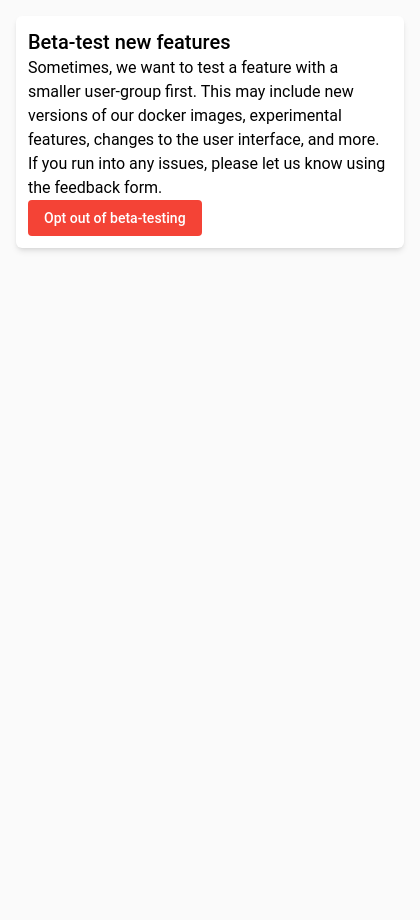 Beta-test new features
Sometimes, we want to test a feature with a
smaller user-group first. This may include new
versions of our docker images, experimental
features, changes to the user interface, and more.
If you run into any issues, please let us know using
the feedback form.
Opt out of beta-testing